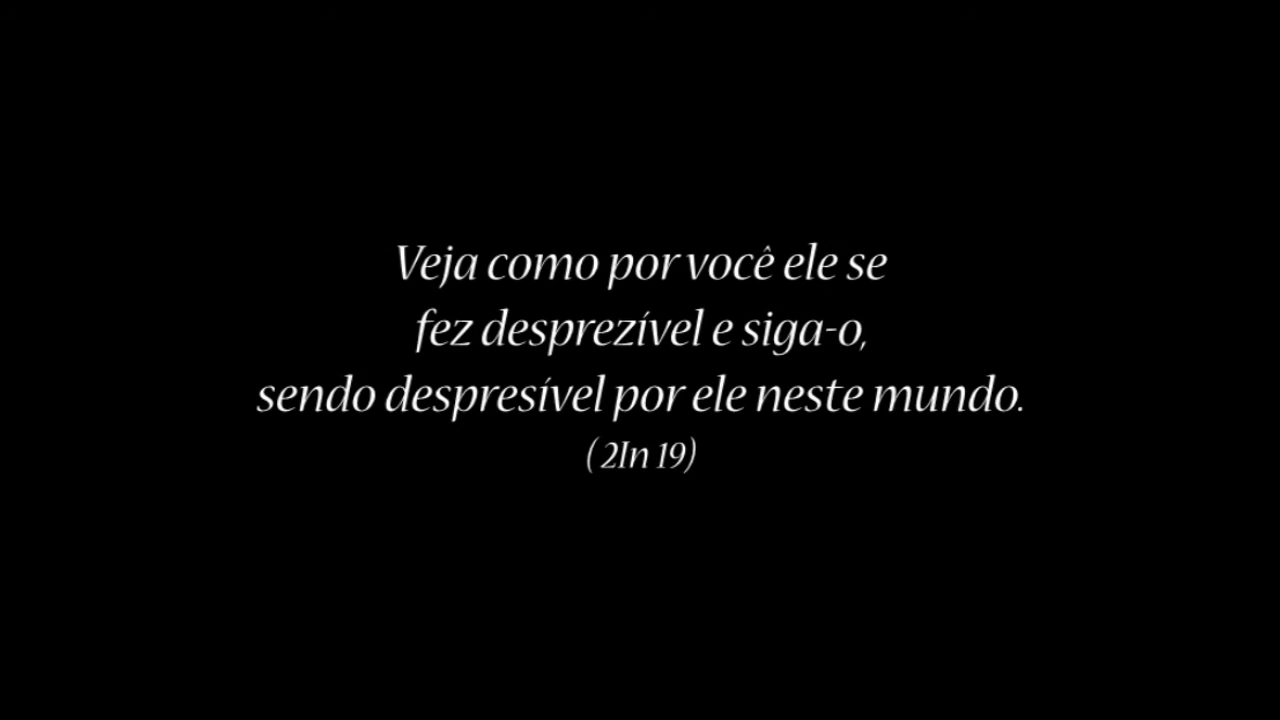 Veja como por você ele se
fez desprezível e siga-o,
sendo despresível por ele neste mundo.
( 2In 19)